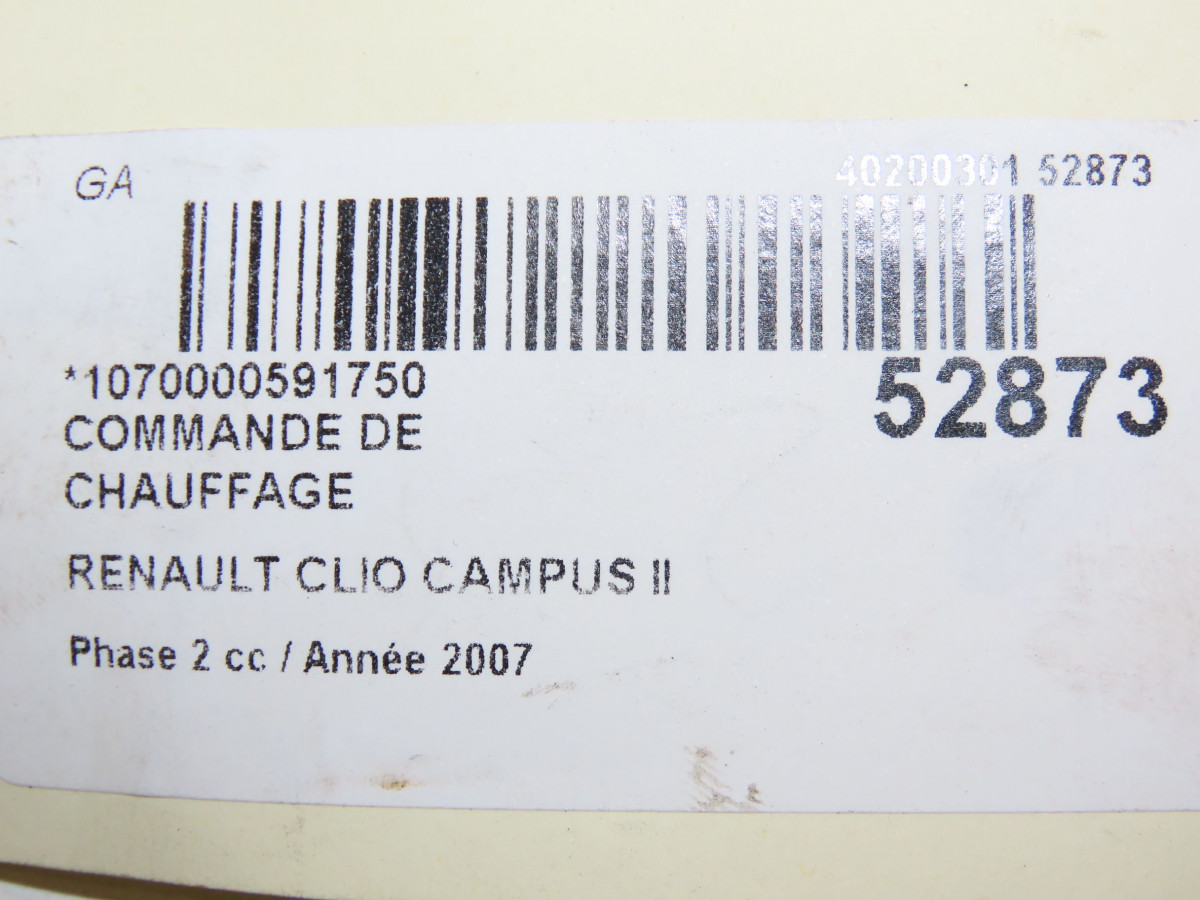 GA
40200301 52873
*1070000591750
52873
COMMANDE DE
CHAUFFAGE
RENAULT CLIO CAMPUS II
Phase 2 cc / Année 2007